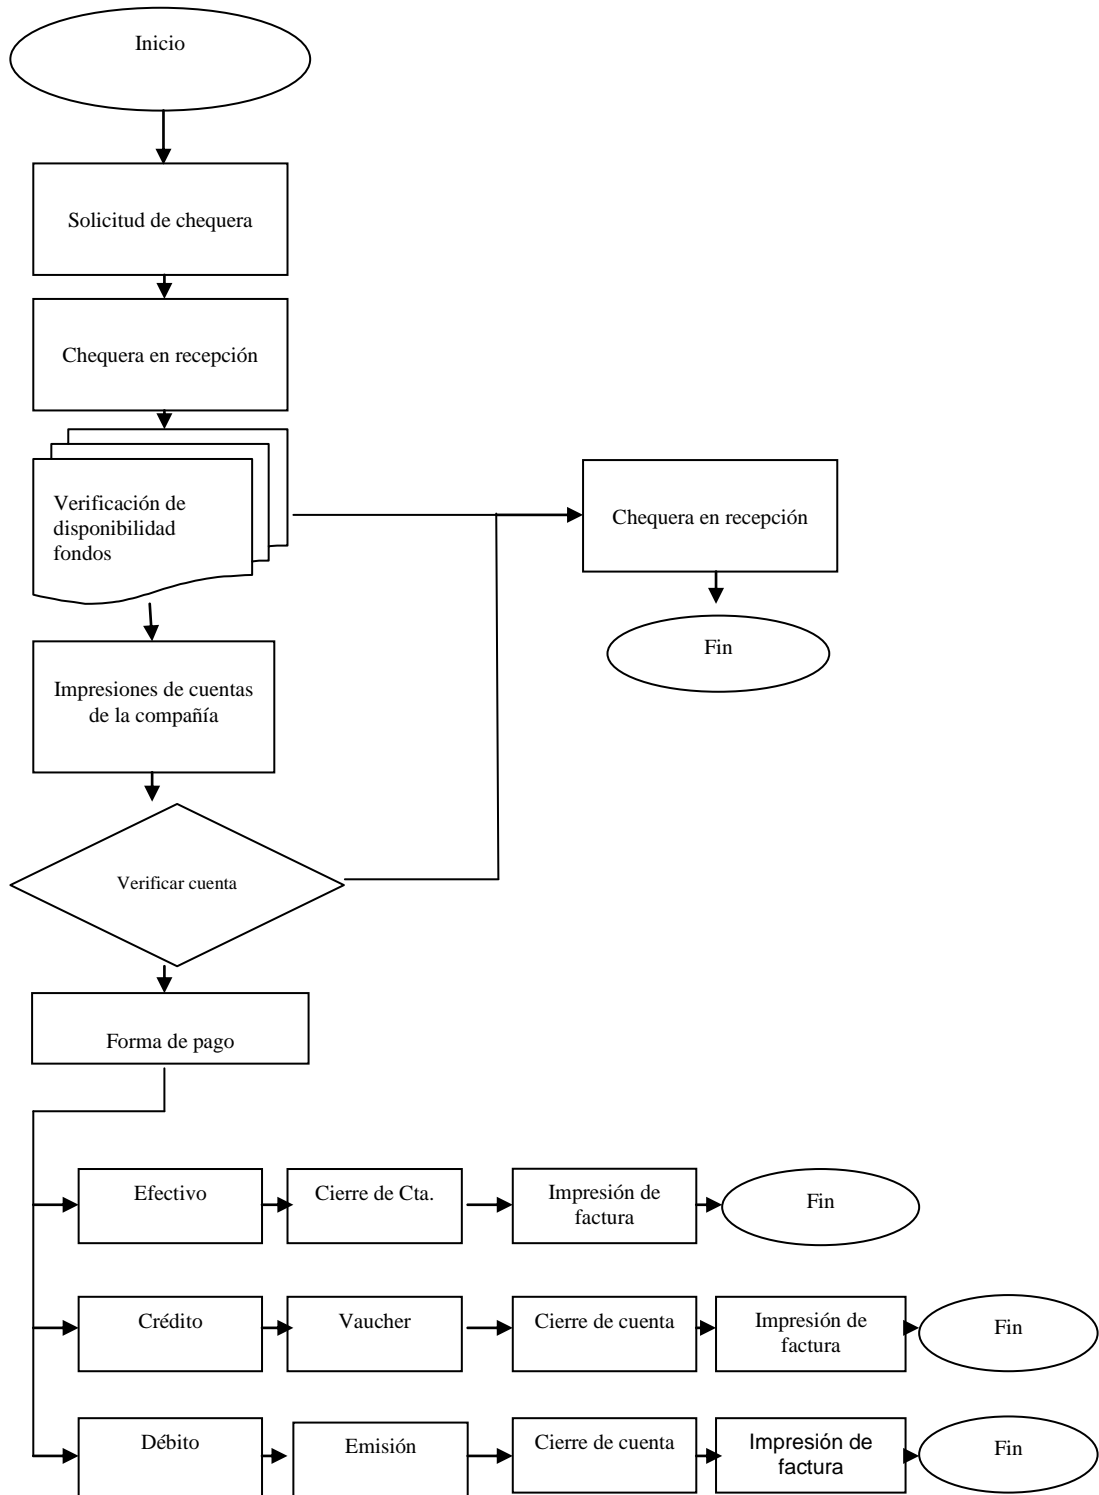 Inicio
Solicitud de chequera
Chequera en recepción
Verificación de
disponibilidad
fondos
Chequera en recepción
Fin
Impresiones de cuentas
de la compañía
Verificar cuenta
Forma de pago
Efectivo
Cierre de Cta.
Impresión de
factura
Fin
Crédito
Vaucher
Cierre de cuenta
Impresión de
factura
Fin
Débito
Emisión
Cierre de cuenta
Impresión de
factura
Fin